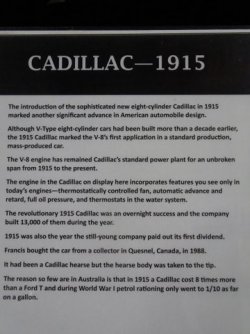 CADILLAC—1915
The introduction of the sophisticated new eight-cylinder Cadillac in 1915
marked another significant advance in American automobile design.
Although V-Type eight-cylinder cars had been built more than a decade earlier,
the 1915 Cadillac marked the V-8's first application in a standard production,
mass-produced car.
The V-8 engine has remained Cadillac's standard power plant for an unbroken
span from 1915 to the present.
The engine in the Cadillac on display here incorporates features you see only in
today's engines—thermostatically controlled fan, automatic advance and
retard, full oil pressure, and thermostats in the water system.
The revolutionary 1915 Cadillac was an overnight success and the company
built 13,000 of them during the year.
1915 was also the year the still-young company paid out its first dividend.
Francis bought the car from a collector in Quesnel, Canada, in 1988.
It had been a Cadillac hearse but the hearse body was taken to the tip.
The reason so few are in Australia is that in 1915 a Cadillac cost 8 times more
than a Ford T and during World War I petrol rationing only went to 1/10 as far
on a gallon.